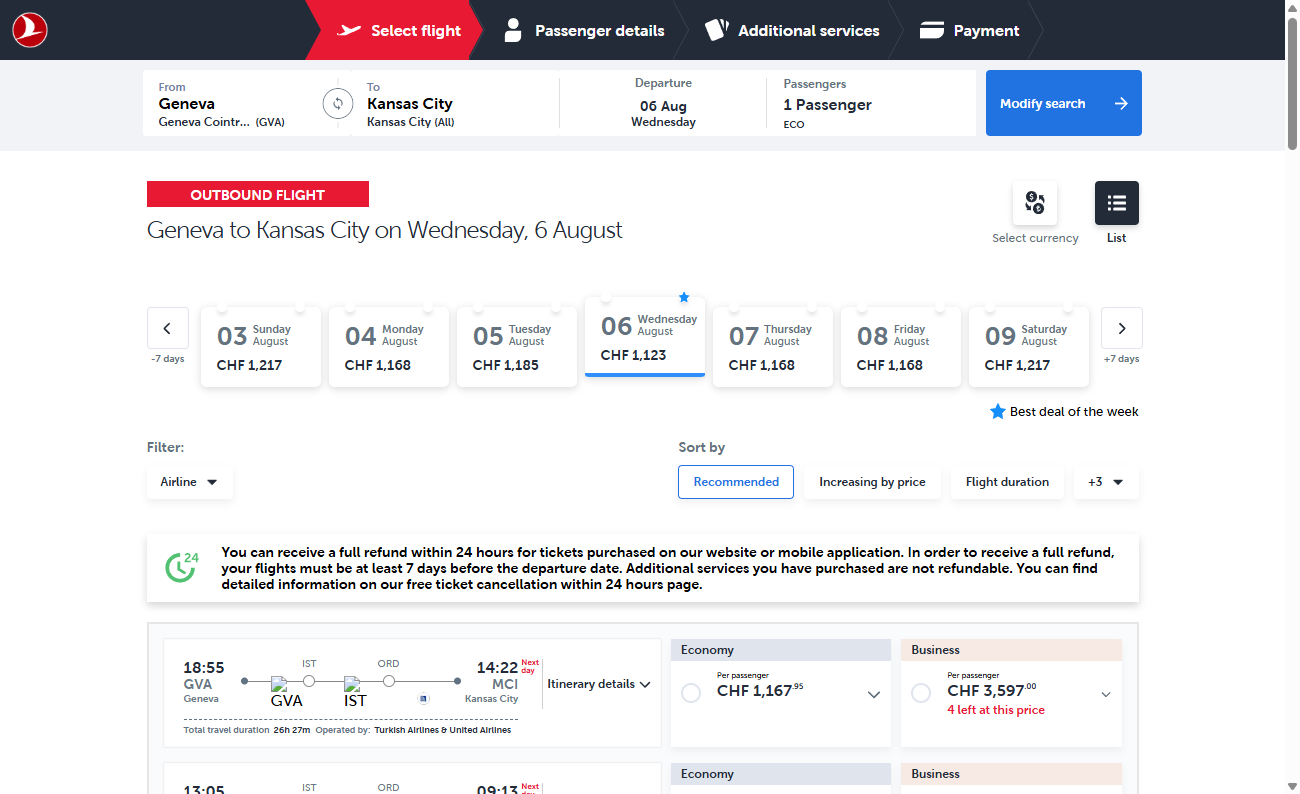 Select flight
Passenger details
Additional services
Payment
From
Geneva
Geneva Cointr... (GVA)
To
Kansas City
Kansas City (All)
Departure
06 Aug
Wednesday
Passengers
1 Passenger
ECO
Modify search
OUTBOUND FLIGHT
Geneva to Kansas City on Wednesday, 6 August
Select currency
List
-7 days
03 Sunday August
CHF 1,217
04 Monday August
CHF 1,168
05 Tuesday August
CHF 1,185
06 Wednesday August
CHF 1,123
07 Thursday August
CHF 1,168
08 Friday August
CHF 1,168
09 Saturday August
CHF 1,217
+7 days
Best deal of the week
Filter:
Airline
Sort by
Recommended
Increasing by price
Flight duration
+3
24
You can receive a full refund within 24 hours for tickets purchased on our website or mobile application. In order to receive a full refund,
your flights must be at least 7 days before the departure date. Additional services you have purchased are not refundable. You can find
detailed information on our free ticket cancellation within 24 hours page.
18:55
GVA
Geneva
IST
ORD
GVA
IST
14:22 Next day
MCI
Kansas City
Itinerary details
Total travel duration 26h 27m Operated by: Turkish Airlines & United Airlines
Economy
Per passenger
CHF 1,167.95
Business
Per passenger
CHF 3,597.00
4 left at this price
13:05
IST
ORD
09:13 Next day
Economy
Business